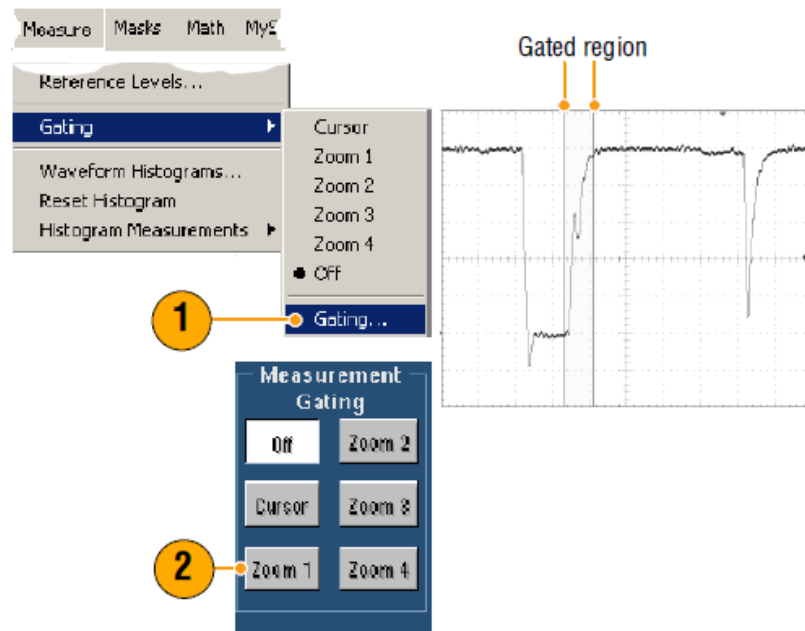 Measure Masks Math MyS
Reference Levels...
Gating
Waveform Histograms...
Reset Histogram
Histogram Measurements
Cursor
Zoom 1
Zoom 2
Zoom 3
Zoom 4
Off
Gating...
1
Gated region
Measurement
Gating
Off Zoom 2
Cursor Zoom 3
Zoom 1 Zoom 4
2